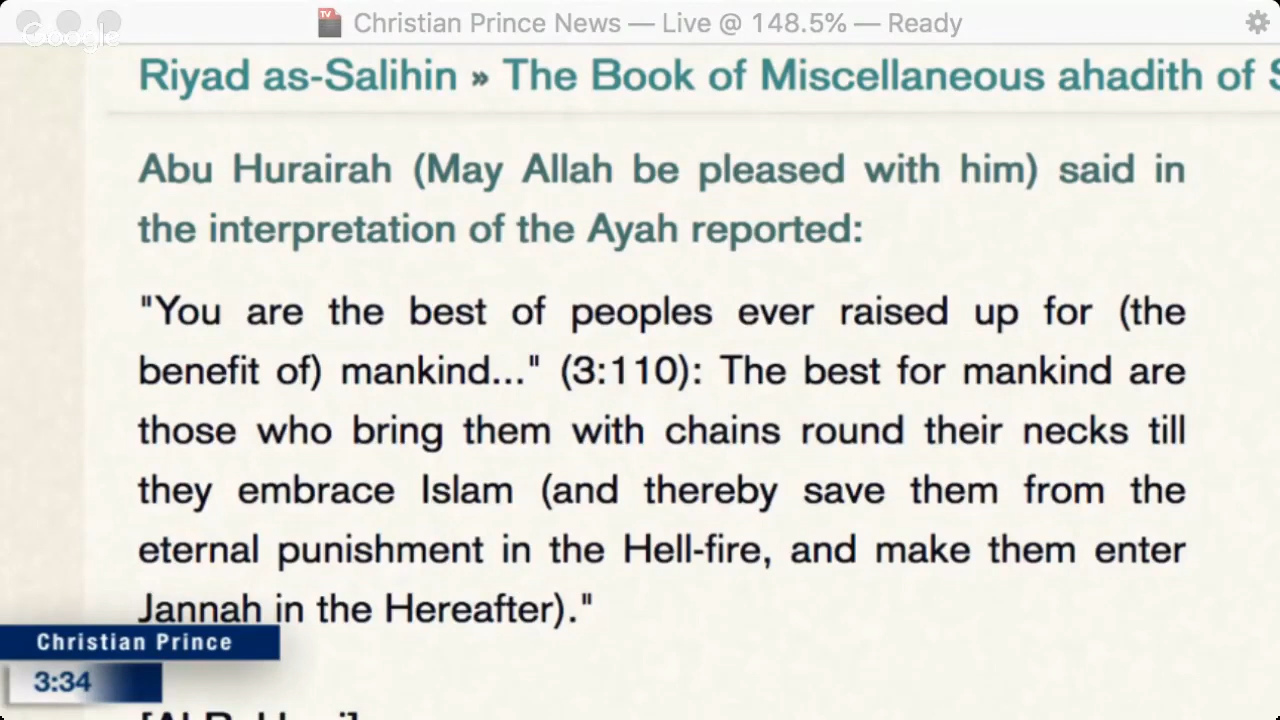 Christian Prince News — Live @ 148.5% — Ready
Google
Riyad as-Salihin » The Book of Miscellaneous ahadith of
Abu Hurairah (May Allah be pleased with him) said in
the interpretation of the Ayah reported:
"You are the best of peoples ever raised up for (the
benefit of) mankind..." (3:110): The best for mankind are
those who bring them with chains round their necks till
they embrace Islam (and thereby save them from the
eternal punishment in the Hell-fire, and make them enter
Jannah in the Hereafter)."
Christian Prince
3:34